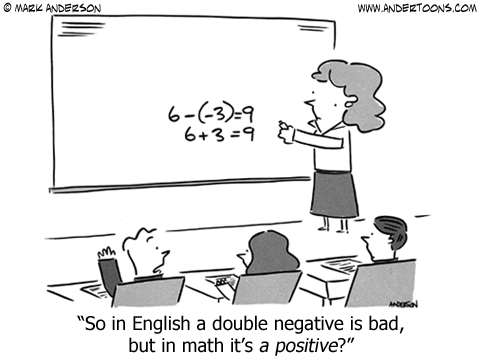 © MARK ANDERSON
WWW.ANDERTOONS.COM
6-(-3)=9
6+3=9
ANDERSON
"So in English a double negative is bad,
but in math it's a positive?"